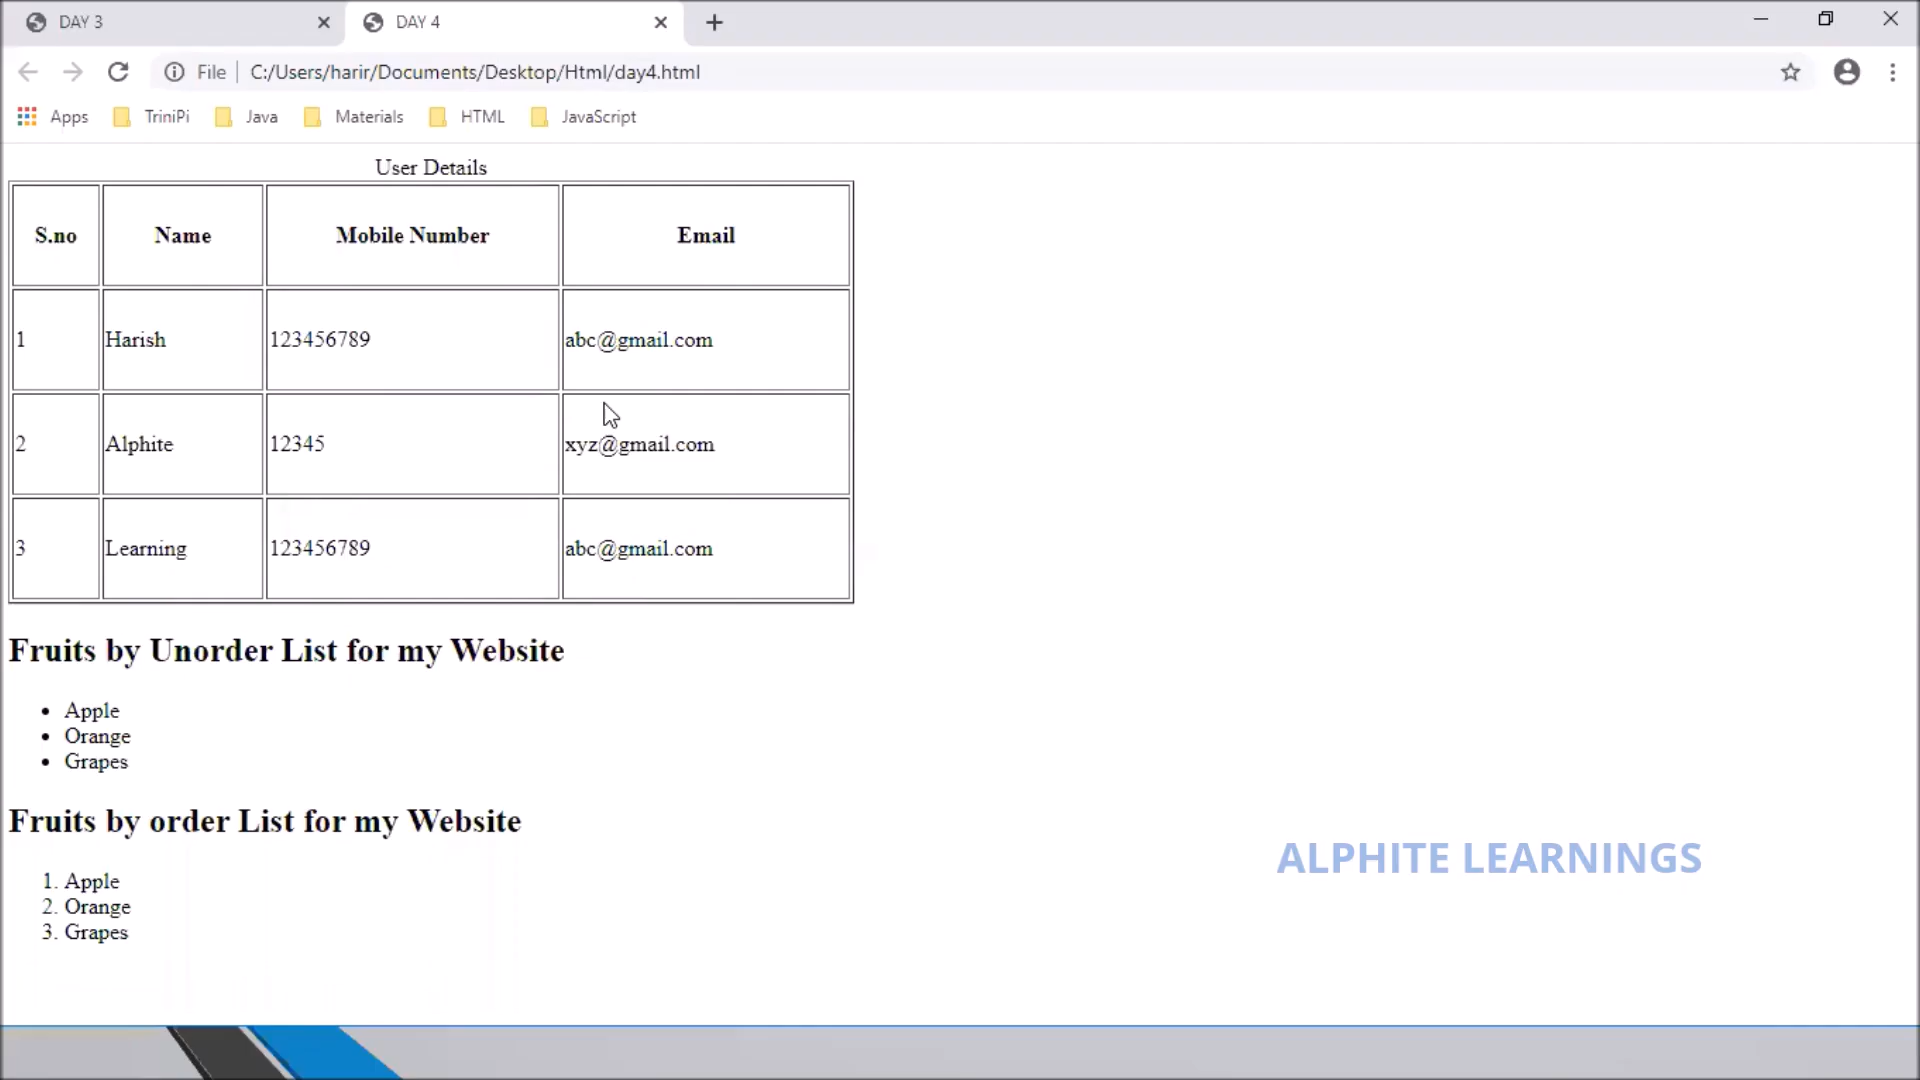 DAY 3
DAY 4
File
C:/Users/harir/Documents/Desktop/Html/day4.html
Apps TriniPi Java Materials HTML JavaScript
User Details
S.no Name Mobile Number Email
1 Harish 123456789 abc@gmail.com
2 Alphite 12345 xyz@gmail.com
3 Learning 123456789 abc@gmail.com
Fruits by Unorder List for my Website
• Apple
• Orange
• Grapes
Fruits by order List for my Website
1. Apple
2. Orange
3. Grapes
ALPHITE LEARNINGS